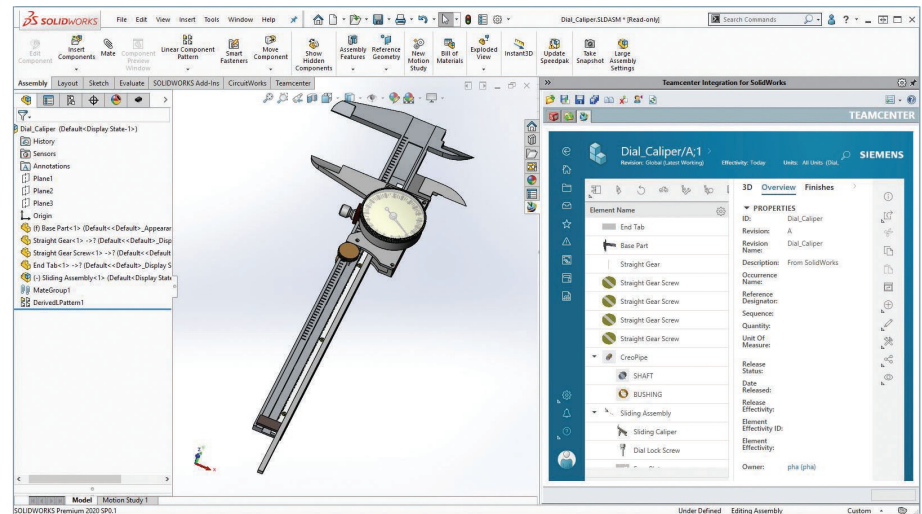 SOLIDWORKS File Edit View Insert Tools Window Help
Dial_Caliper.SLDASM * [Read-only]
Search Commands
Edit Component
Insert Components
Mate
Component Preview Window
Linear Component Pattern
Smart Fasteners
Move Component
Show Hidden Components
Assembly Features
Reference Geometry
New Motion Study
Bill of Materials
Exploded View
Instant3D
Update Speedpak
Take Snapshot
Large Assembly Settings
Assembly Layout Sketch Evaluate SOLIDWORKS Add-Ins CircuitWorks Teamcenter
Dial_Caliper (Default<Display State-1>)
History
Sensors
Annotations
Plane1
Plane2
Plane3
Origin
(f) Base Part<1> (Default<<Default>_Appearar
Straight Gear<1> ->? (Default<<Default>_Disp
Straight Gear Screw<1> ->? (Default<<Default
End Tab<1> ->? (Default<<Default>_Display S
(-) Sliding Assembly<1> (Default<Display Stat
MateGroup1
DerivedLPattern1
Model Motion Study 1
SOLIDWORKS Premium 2020 SP0.1
Teamcenter Integration for SolidWorks
TEAMCENTER
Dial_Caliper/A;1
Revision: Global (Latest Working) Effectivity: Today Units: All Units (Dial,
SIEMENS
Element Name
End Tab
Base Part
Straight Gear
Straight Gear Screw
Straight Gear Screw
Straight Gear Screw
Straight Gear Screw
CreoPipe
SHAFT
BUSHING
Sliding Assembly
Sliding Caliper
Dial Lock Screw
3D Overview Finishes
PROPERTIES
ID: Dial_Caliper
Revision: A
Revision Name: Dial_Caliper
Description: From SolidWorks
Occurrence Name:
Reference Designator:
Sequence:
Quantity:
Unit Of Measure:
Release Status:
Date Released:
Release Effectivity:
Element Effectivity ID:
Element Effectivity:
Owner: pha (pha)
Under Defined Editing Assembly Custom